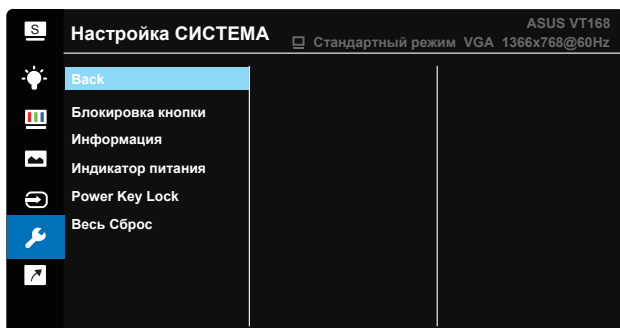 S
Настройка СИСТЕМА
ASUS VT168
Стандартный режим VGA 1366x768@60Hz
Back
Блокировка кнопки
Информация
Индикатор питания
Power Key Lock
Весь Сброс